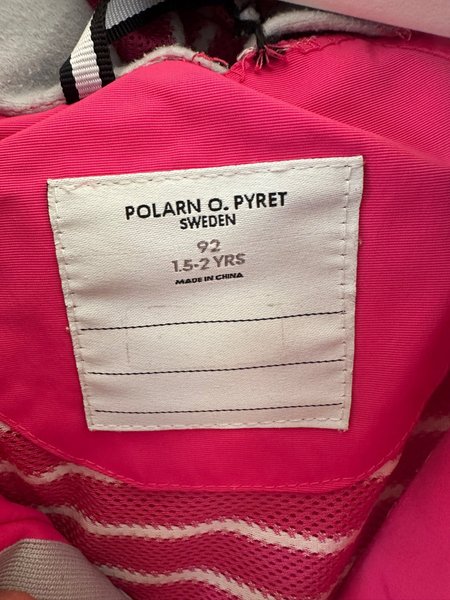 POLARN O. PYRET
SWEDEN
92
1.5-2 YRS
MADE IN CHINA